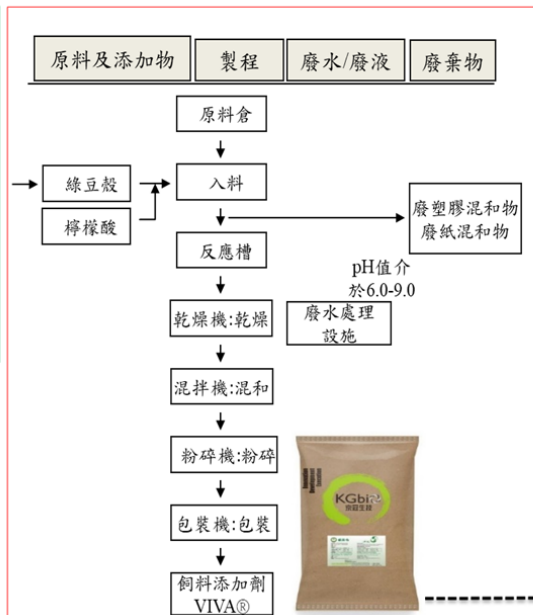 原料及添加物
製程
廢水/廢液
廢棄物
原料倉
綠豆殼
入料
檸檬酸
廢塑膠混和物
廢紙混和物
反應槽
pH值介
於6.0-9.0
乾燥機:乾燥
廢水處理
設施
混拌機:混和
粉碎機:粉碎
包裝機:包裝
飼料添加劑
VIVA®
Innovation
Development
Evolution
KGbio